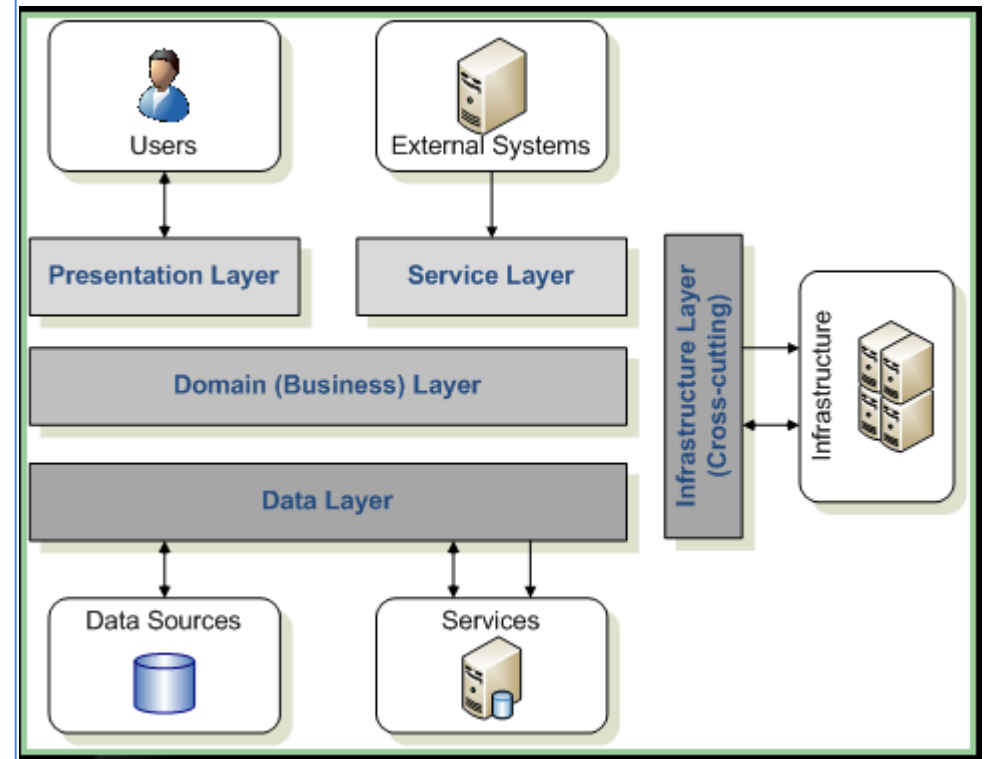 Users
External Systems
Presentation Layer
Service Layer
Domain (Business) Layer
Data Layer
Infrastructure Layer
(Cross-cutting)
Infrastructure
Data Sources
Services